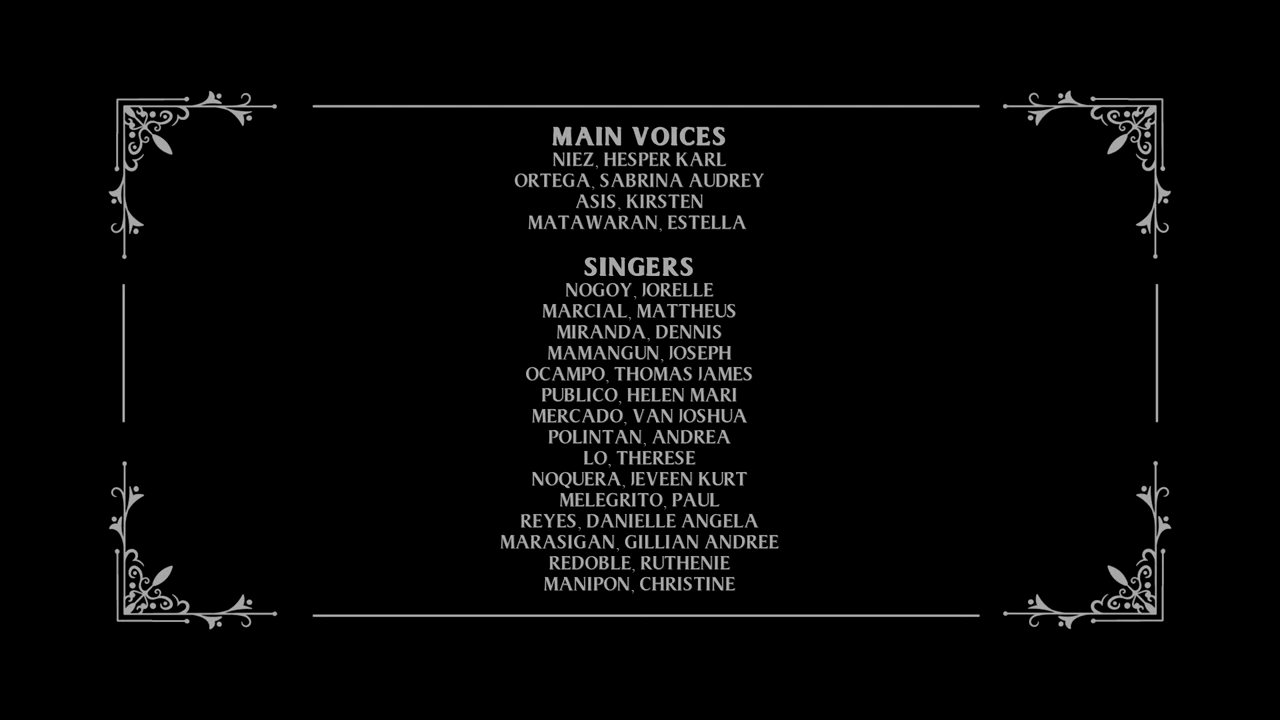 MAIN VOICES
NIEZ, HESPER KARL
ORTEGA, SABRINA AUDREY
ASIS, KIRSTEN
MATAWARAN, ESTELLA
SINGERS
NOGOY, JORELLE
MARCIAL, MATTHEUS
MIRANDA, DENNIS
MAMANGUN, JOSEPH
OCAMPO, THOMAS JAMES
PUBLICO, HELEN MARI
MERCADO, VAN JOSHUA
POLINTAN, ANDREA
LO, THERESE
NOQUERA, JEVEEN KURT
MELEGRITO, PAUL
REYES, DANIELLE ANGELA
MARASIGAN, GILLIAN ANDREE
REDOBLE, RUTHENIE
MANIPON, CHRISTINE